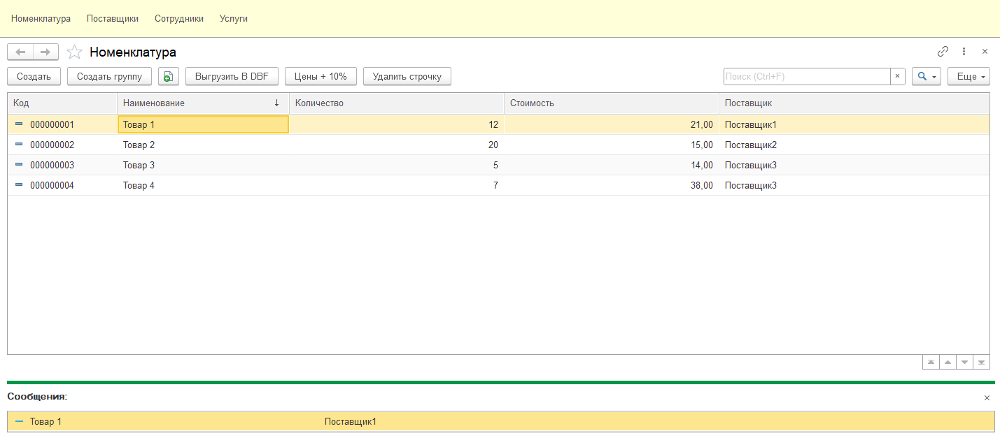 Номенклатура Поставщики Сотрудники Услуги
Номенклатура
Создать Создать группу Выгрузить В DBF Цены + 10% Удалить строчку Поиск (Ctrl+F) × Еще
Код Наименование ↓ Количество Стоимость Поставщик
000000001 Товар 1 12 21,00 Поставщик1
000000002 Товар 2 20 15,00 Поставщик2
000000003 Товар 3 5 14,00 Поставщик3
000000004 Товар 4 7 38,00 Поставщик3
Сообщения:
Товар 1 Поставщик1